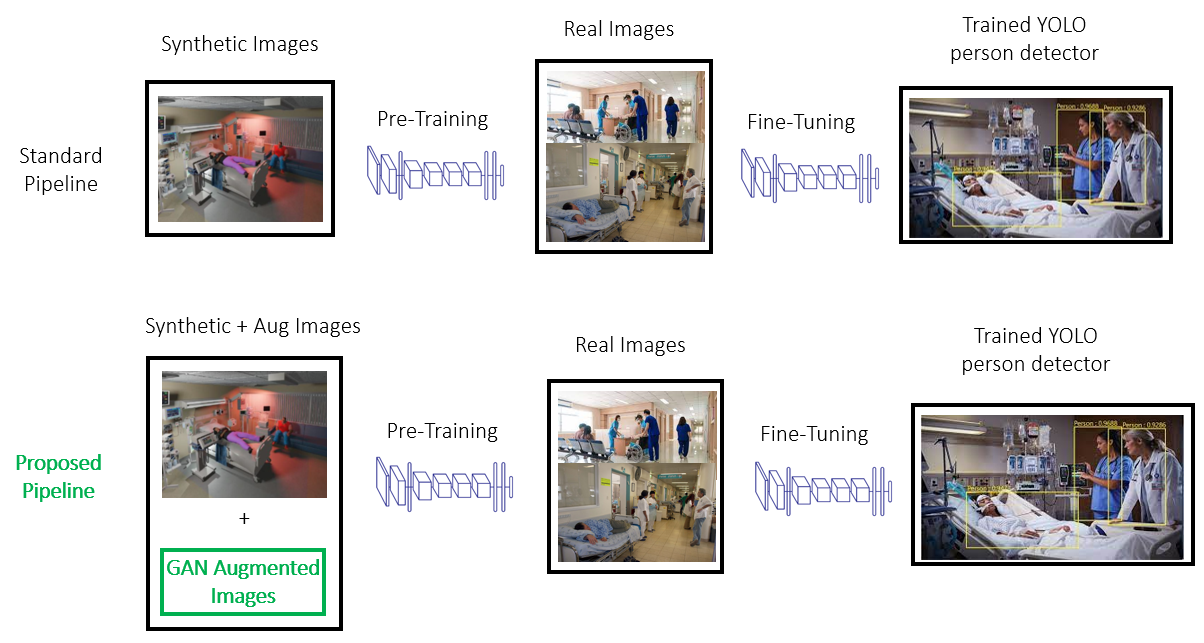 Synthetic Images
Real Images
Trained YOLO
person detector
Standard
Pipeline
Pre-Training
Fine-Tuning
Person : 0.9688
Person : 0.9286
Synthetic + Aug Images
Real Images
Trained YOLO
person detector
Proposed
Pipeline
Pre-Training
Fine-Tuning
Person : 0.9688
Person : 0.9286
+
GAN Augmented
Images